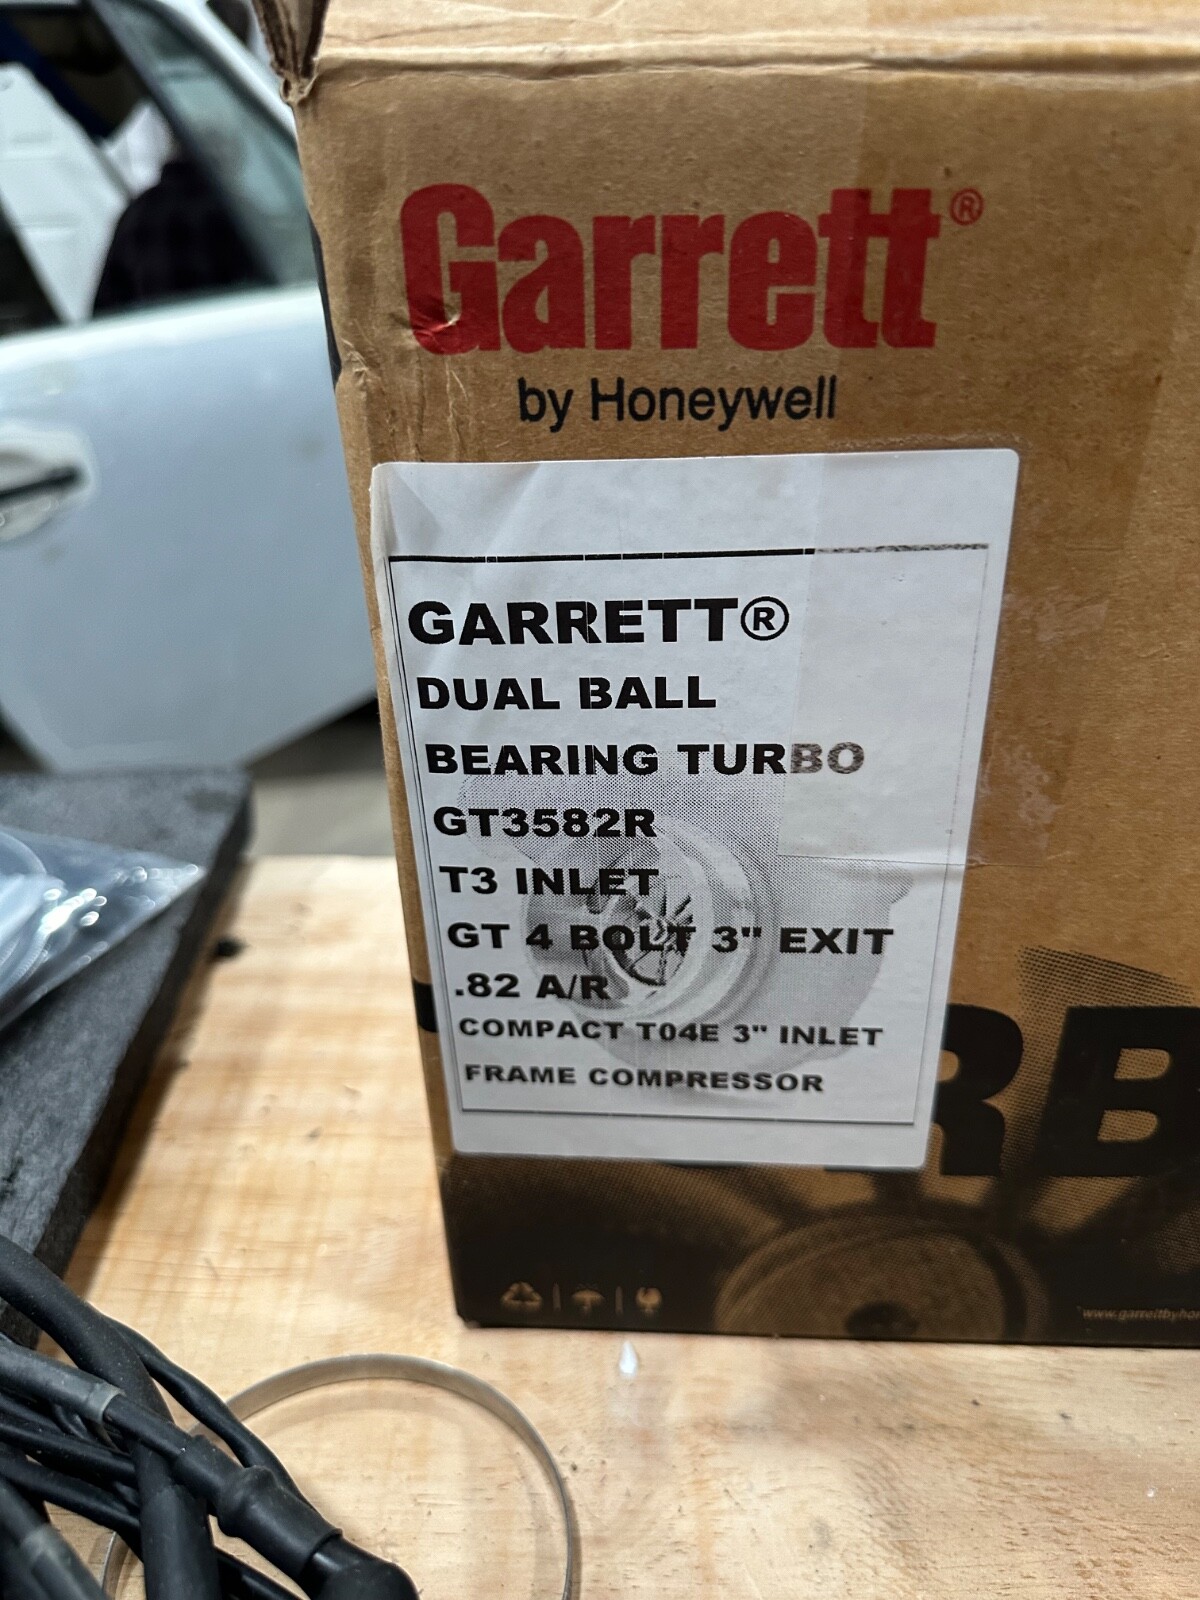 Garrett®
by Honeywell
GARRETT®
DUAL BALL
BEARING TURBO
GT3582R
T3 INLET
GT 4 BOLT 3" EXIT
.82 A/R
COMPACT T04E 3" INLET
FRAME COMPRESSOR
RB